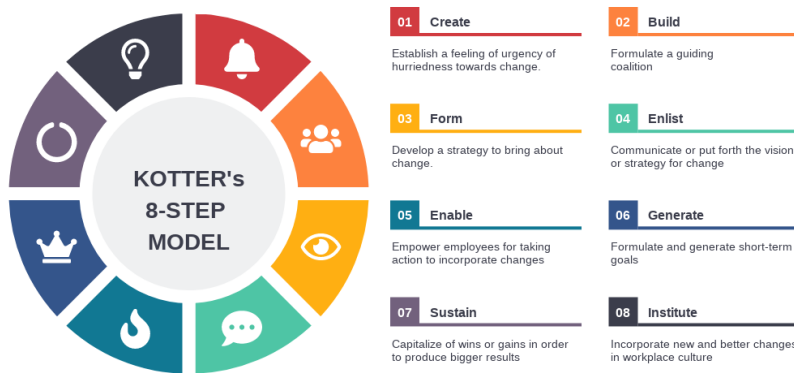 KOTTER's
8-STEP
MODEL
01 Create
Establish a feeling of urgency of
hurriedness towards change.
02 Build
Formulate a guiding
coalition
03 Form
Develop a strategy to bring about
change.
04 Enlist
Communicate or put forth the vision
or strategy for change
05 Enable
Empower employees for taking
action to incorporate changes
06 Generate
Formulate and generate short-term
goals
07 Sustain
Capitalize of wins or gains in order
to produce bigger results
08 Institute
Incorporate new and better changes
in workplace culture